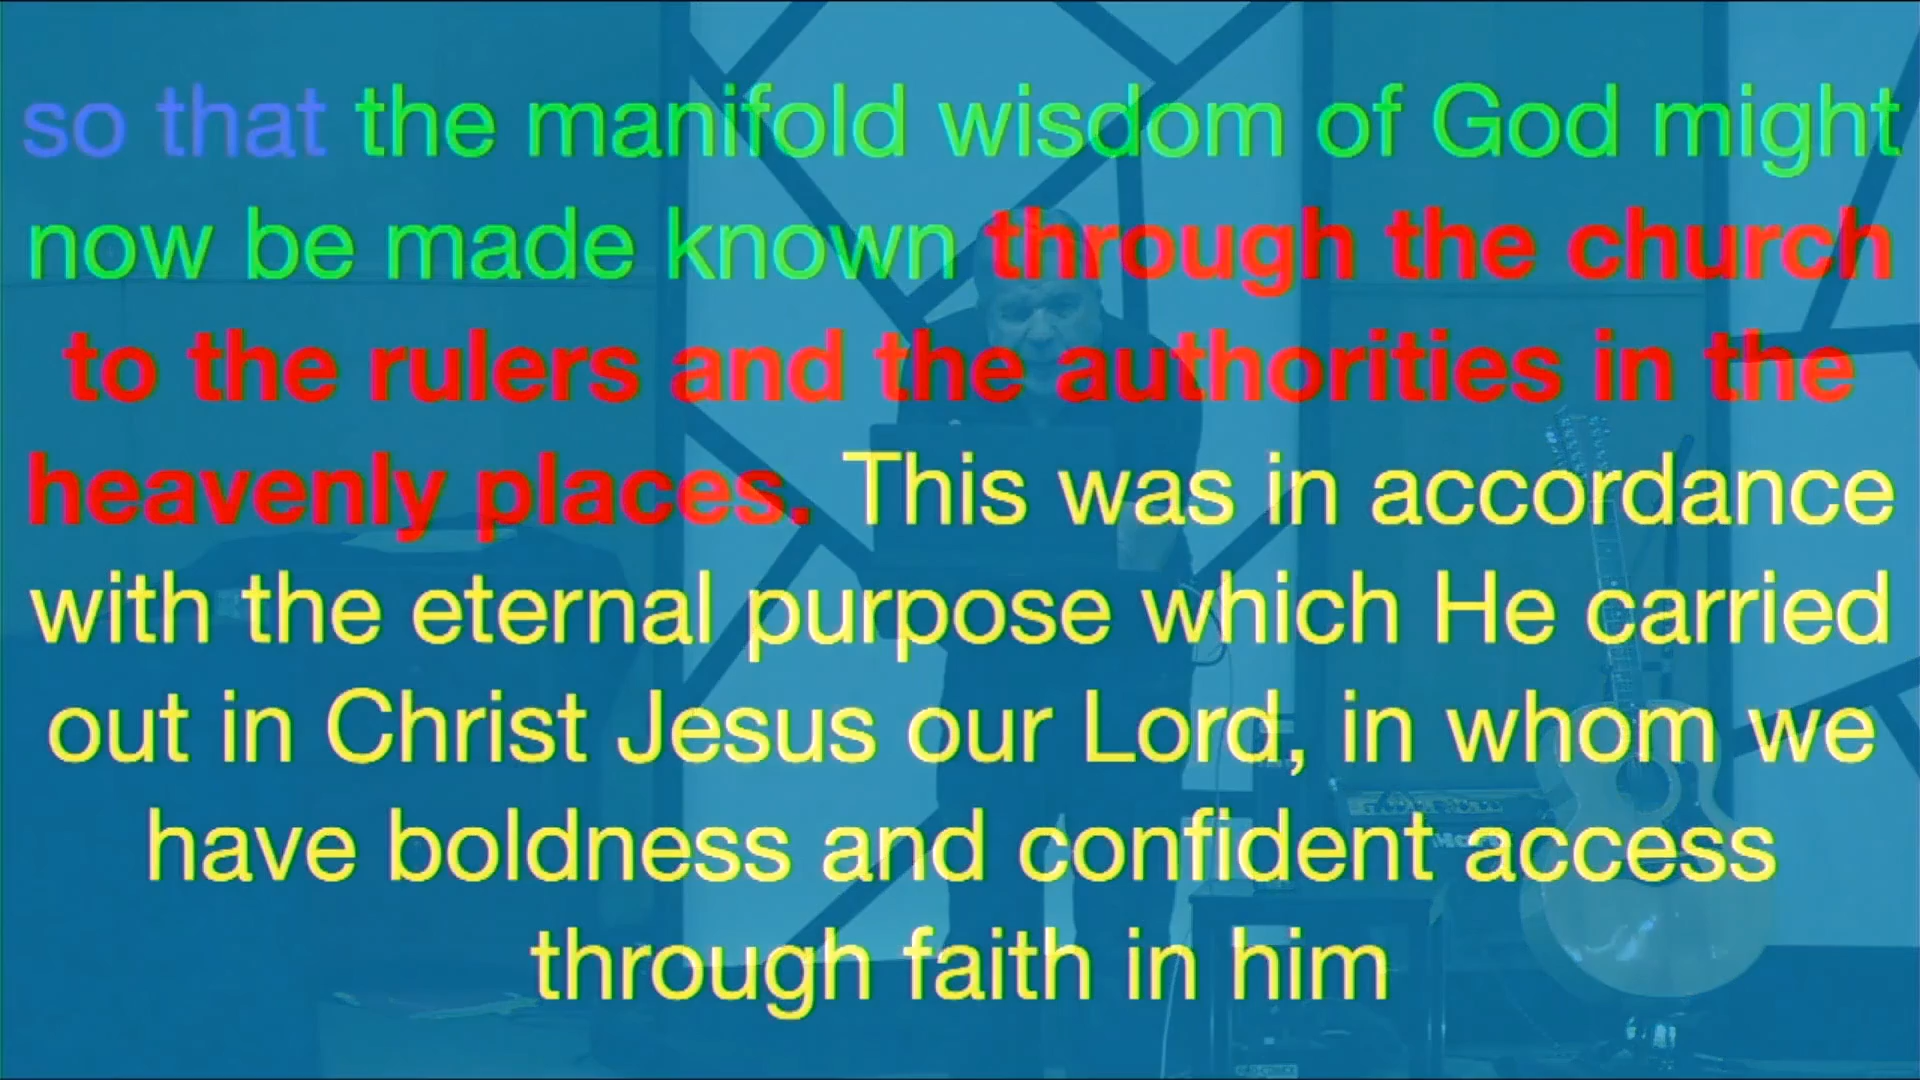 so that the manifold wisdom of God might
now be made known through the church
to the rulers and the authorities in the
heavenly places. This was in accordance
with the eternal purpose which He carried
out in Christ Jesus our Lord, in whom we
have boldness and confident access
through faith in him